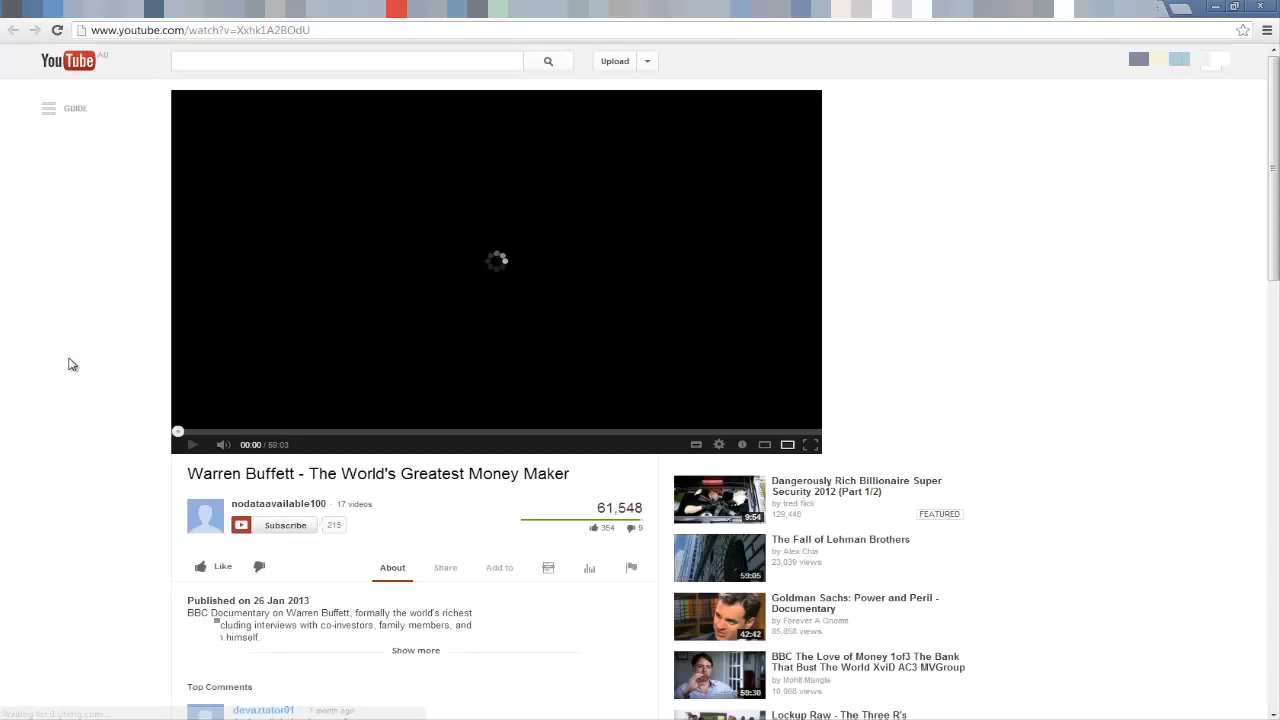 www.youtube.com/watch?v=Xxhk1A2BOdU
YouTube AU
Upload
GUIDE
00:00 / 59:03
Warren Buffett - The World's Greatest Money Maker
nodataavailable100 · 17 videos
Subscribe 215
61,548
354 9
Like
About Share Add to
Published on 26 Jan 2013
BBC Documentary on Warren Buffett, formally the world's richest
cluding interviews with co-investors, family members, and
himself.
Show more
Top Comments
devaztator01 1 month ago
Dangerously Rich Billionaire Super
Security 2012 (Part 1/2)
by tred flick
129,448
FEATURED
9:54
The Fall of Lehman Brothers
by Alex Chia
23,039 views
59:05
Goldman Sachs: Power and Peril -
Documentary
by Forever A Gnome
85,858 views
42:42
BBC The Love of Money 1of3 The Bank
That Bust The World XviD AC3 MVGroup
by Mohit Mangla
10,068 views
59:30
Lockup Raw - The Three R's